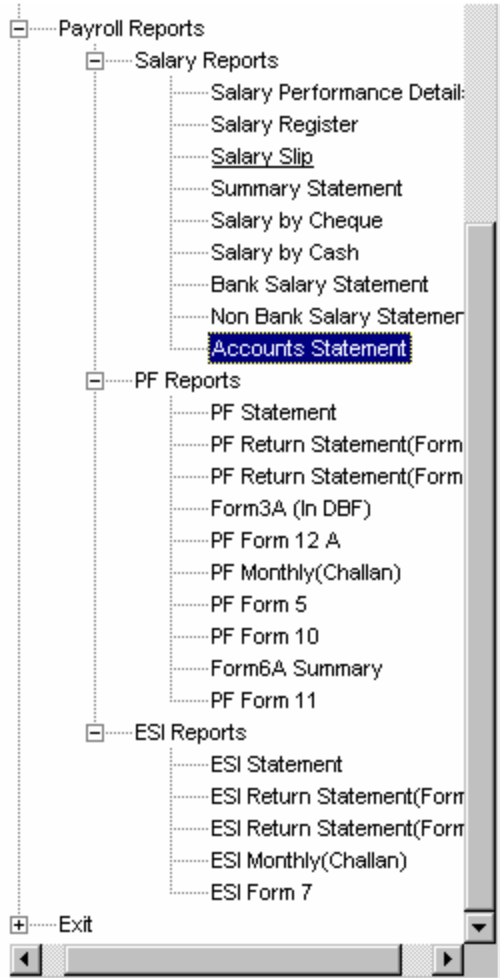 Payroll Reports
Salary Reports
Salary Performance Details
Salary Register
Salary Slip
Summary Statement
Salary by Cheque
Salary by Cash
Bank Salary Statement
Non Bank Salary Statemen
Accounts Statement
PF Reports
PF Statement
PF Return Statement(Form
PF Return Statement(Form
Form3A (In DBF)
PF Form 12 A
PF Monthly(Challan)
PF Form 5
PF Form 10
Form6A Summary
PF Form 11
ESI Reports
ESI Statement
ESI Return Statement(Form
ESI Return Statement(Form
ESI Monthly(Challan)
ESI Form 7
Exit